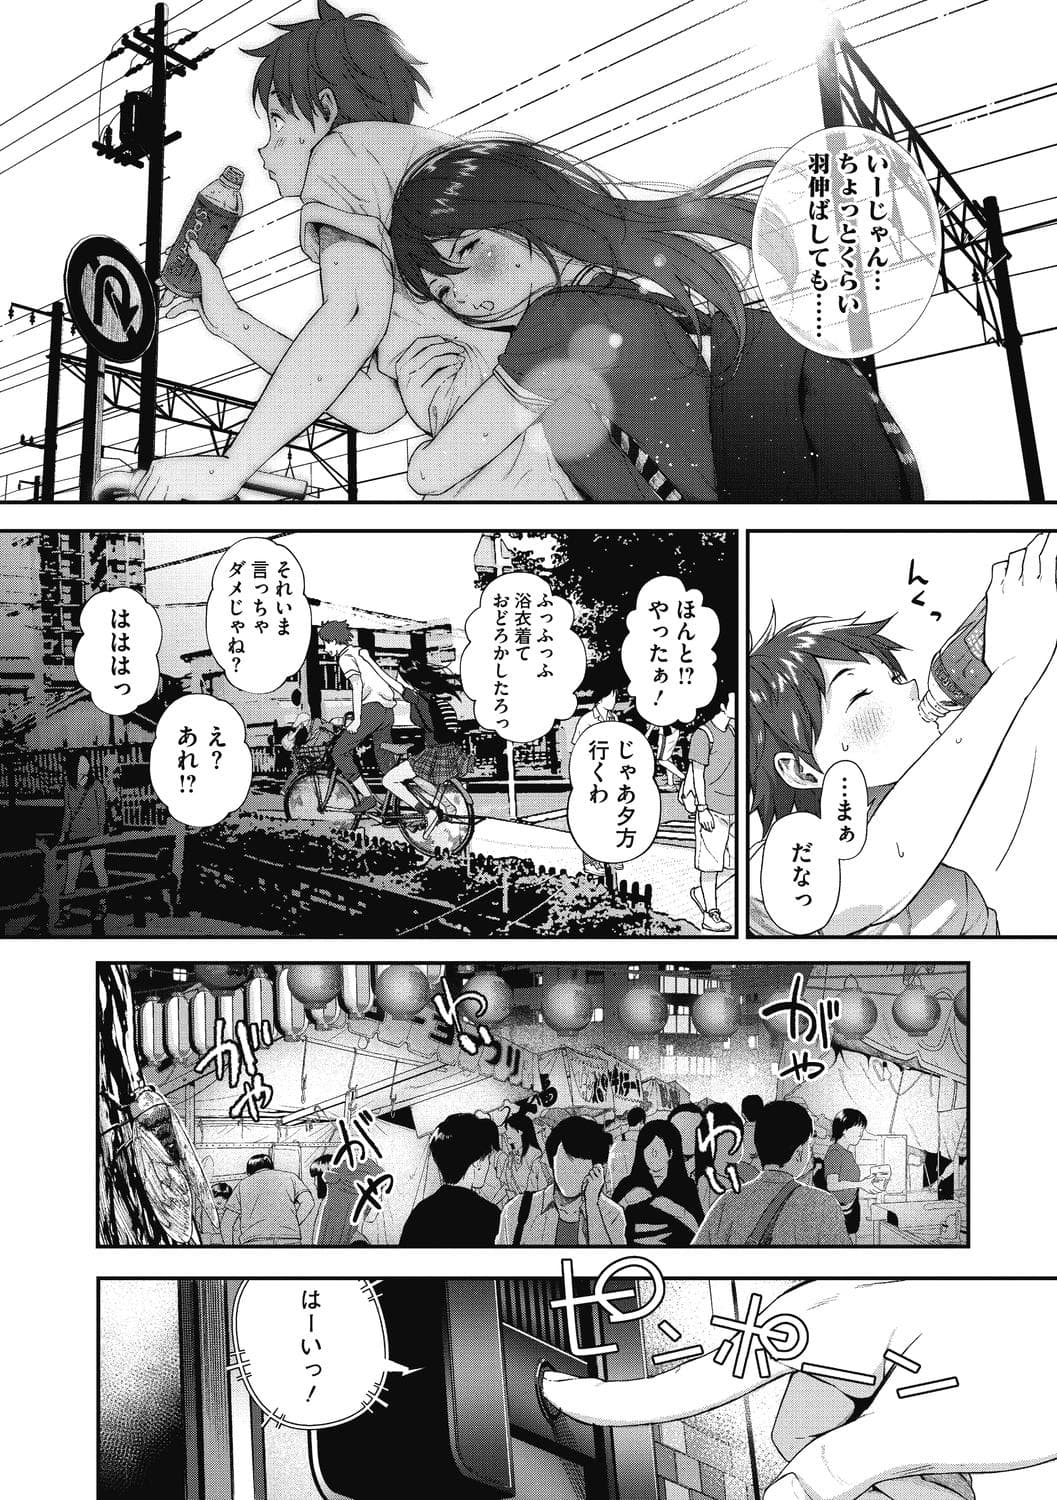 いーじゃん…
ちょっとくらい
羽伸ばしても……
SPORTS
んくっ
…まぁ
だなっ
ほんと!?
やったぁ!
じゃあ夕方
行くわ
ふっふっふ
浴衣着て
おどろかしたろっ
それいま
言っちゃ
ダメじゃね?
え?
あれ!?
はははっ
がや
わい
わい
がや
がや
ピンポーン
はーいっ!